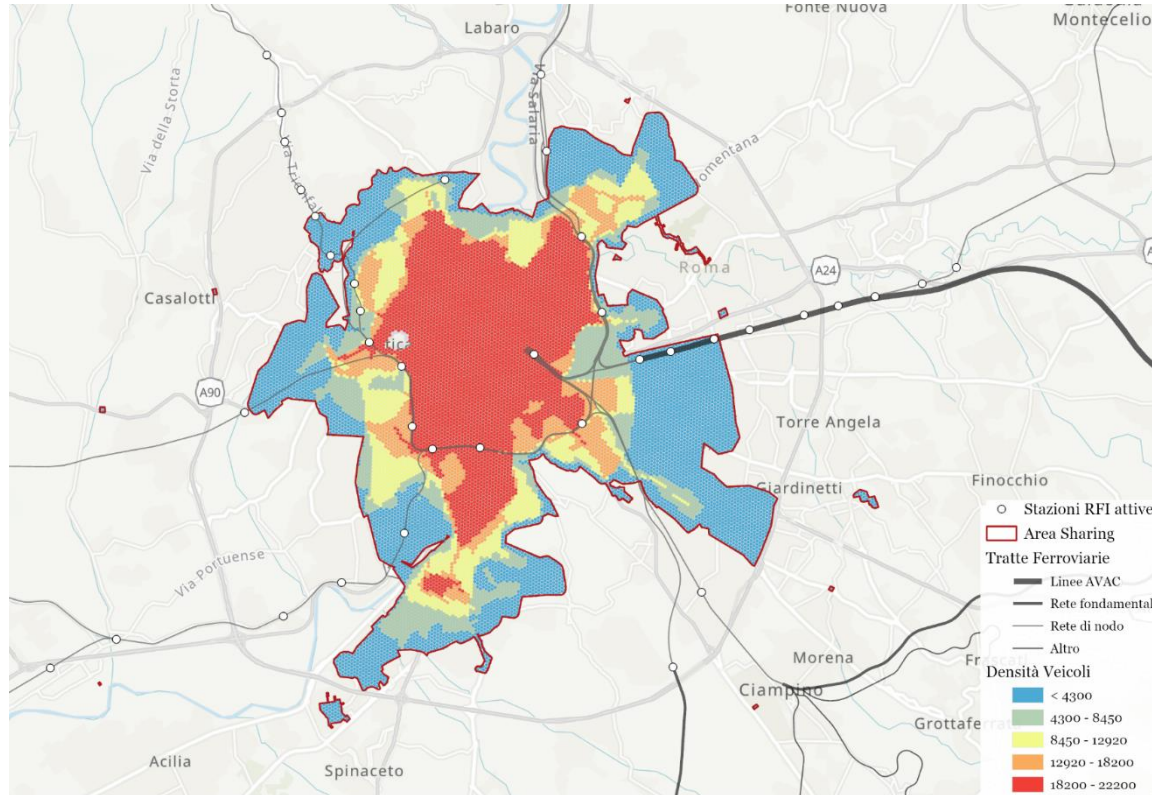 Labaro
Fonte Nuova
Montecelio
Via della Storta
Via Salaria
Via Trionfale
Nomentana
Roma
A24
Casalotti
A90
Torre Angela
Giardinetti
Finocchio
Via Portuense
Morena
Ciampino
Acilia
Spinaceto
Stazioni RFI attive
Area Sharing
Tratte Ferroviarie
Linee AVAC
Rete fondamental
Rete di nodo
Altro
Densità Veicoli
< 4300
4300 - 8450
8450 - 12920
12920 - 18200
18200 - 22200